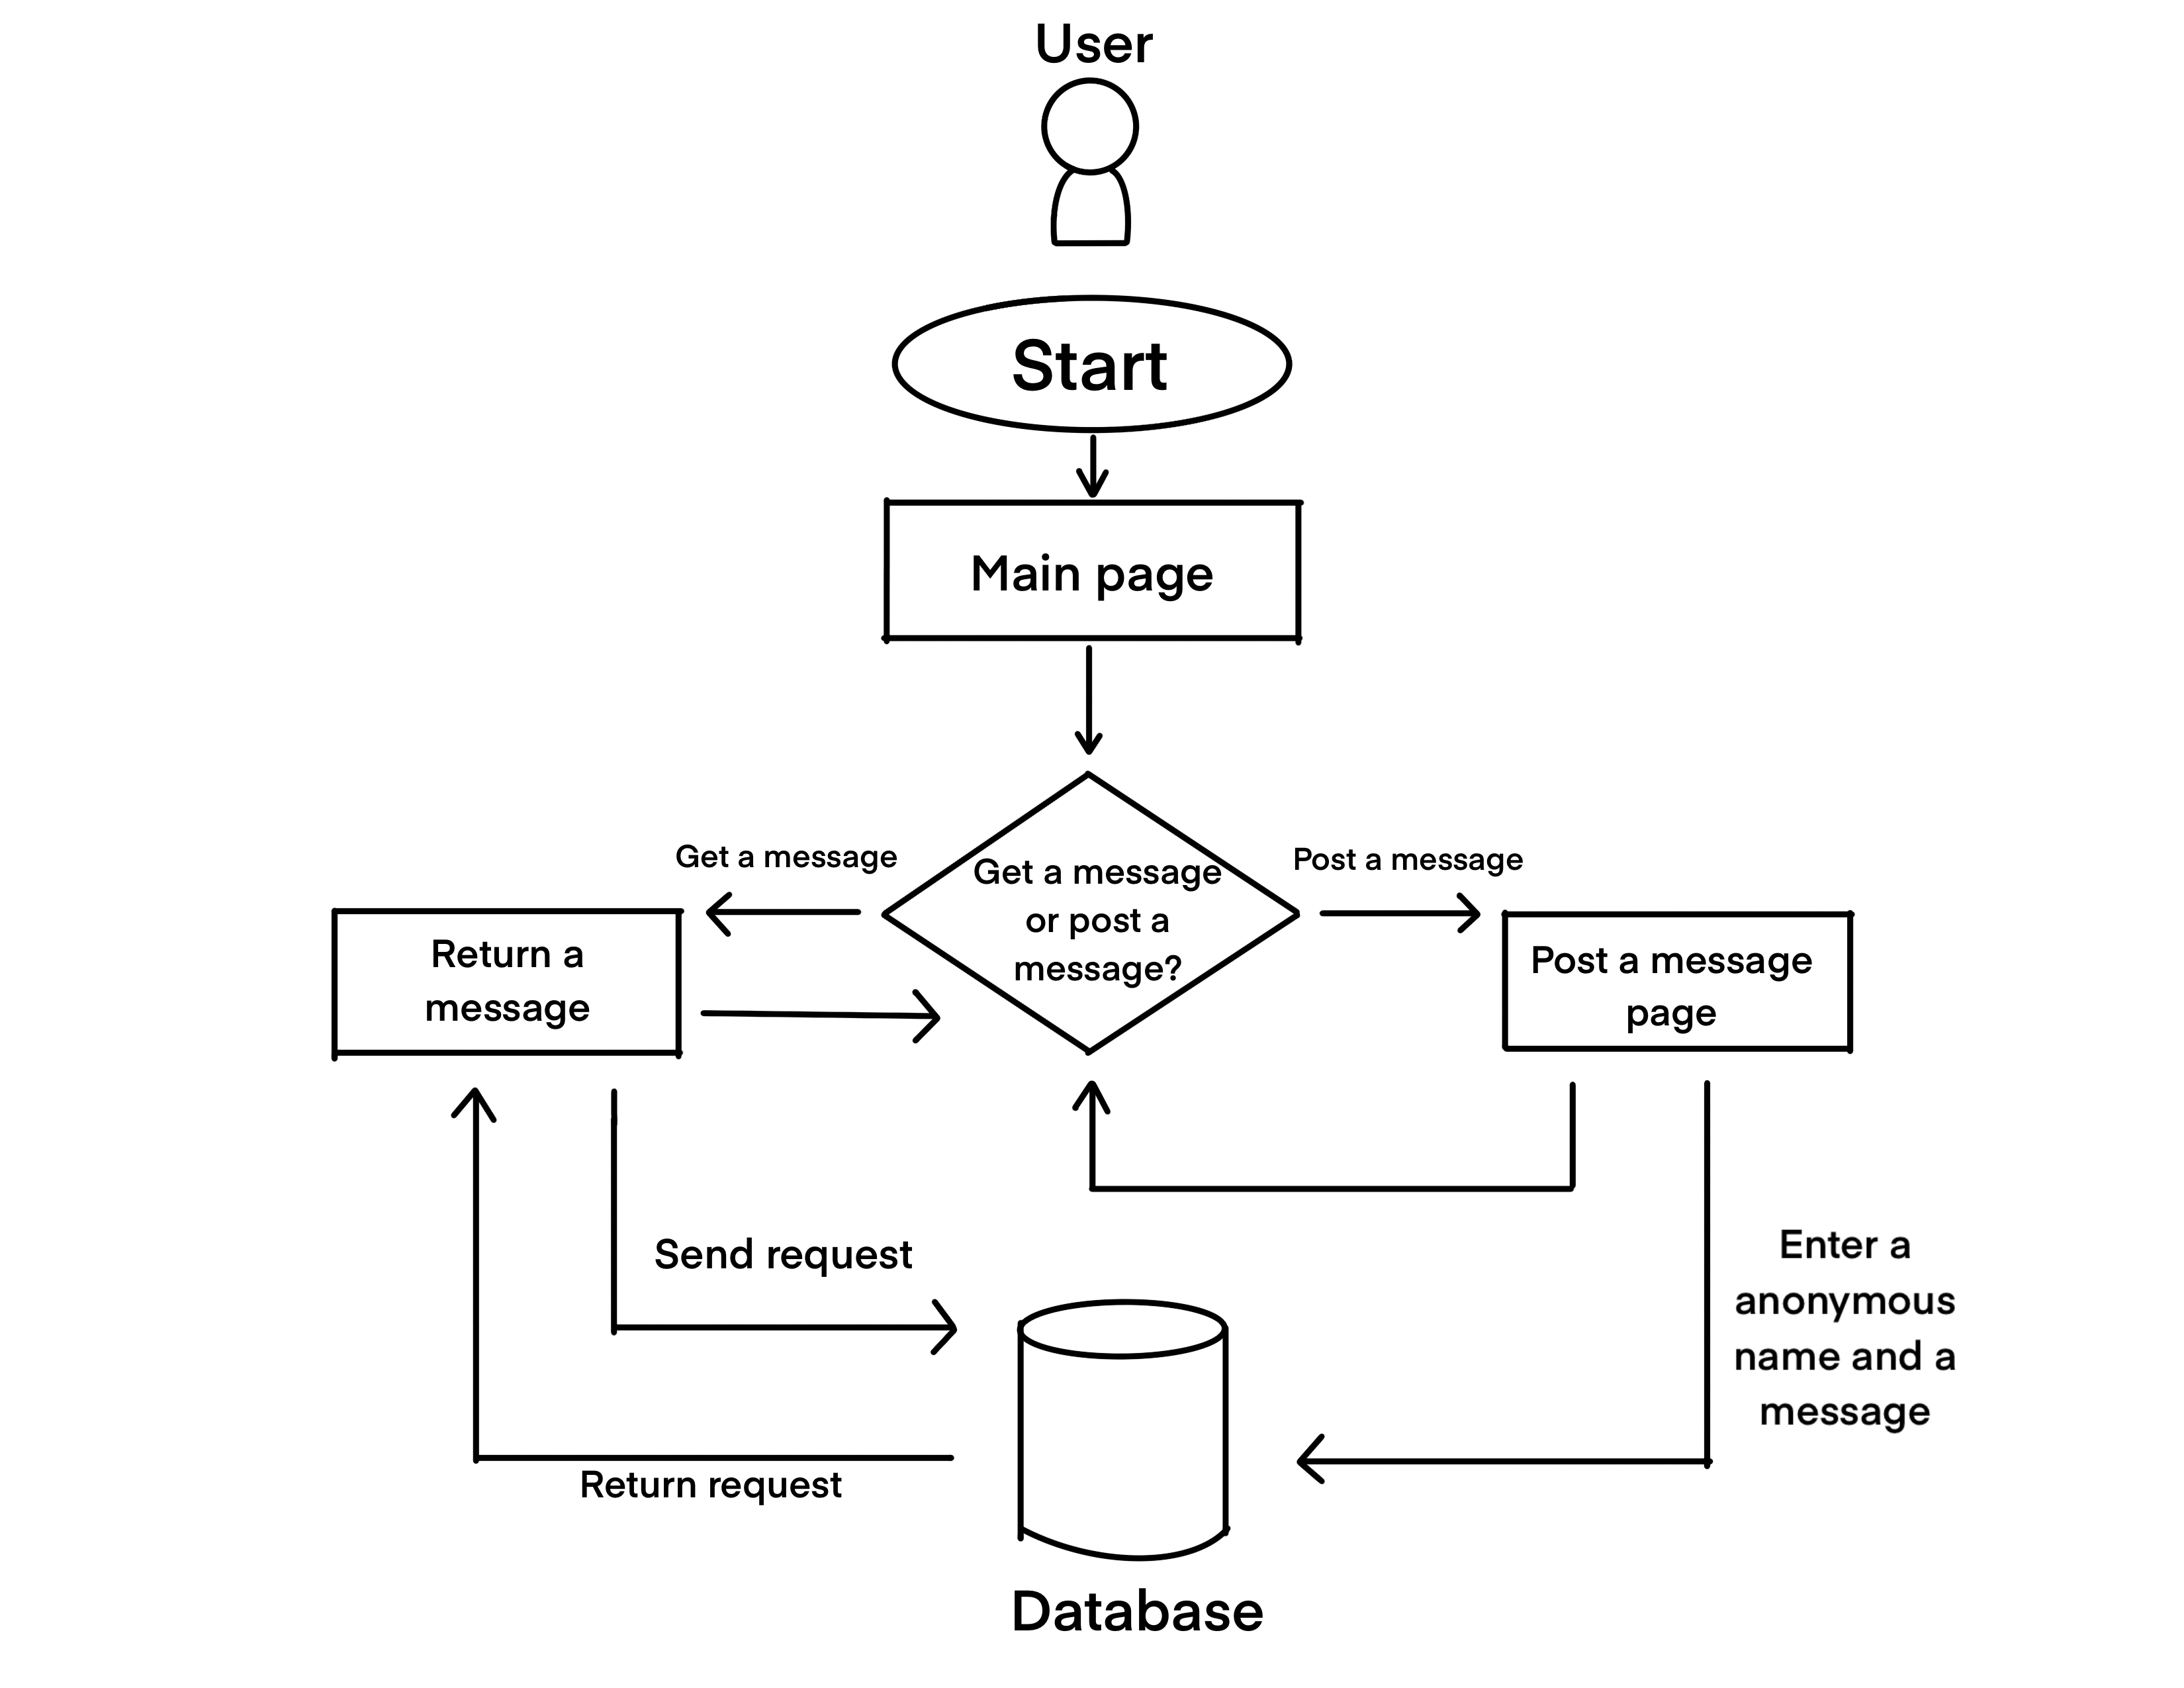 User
Start
Main page
Get a message
Get a message
or post a
message?
Post a message
Return a
message
Post a message
page
Send request
Return request
Enter a
anonymous
name and a
message
Database